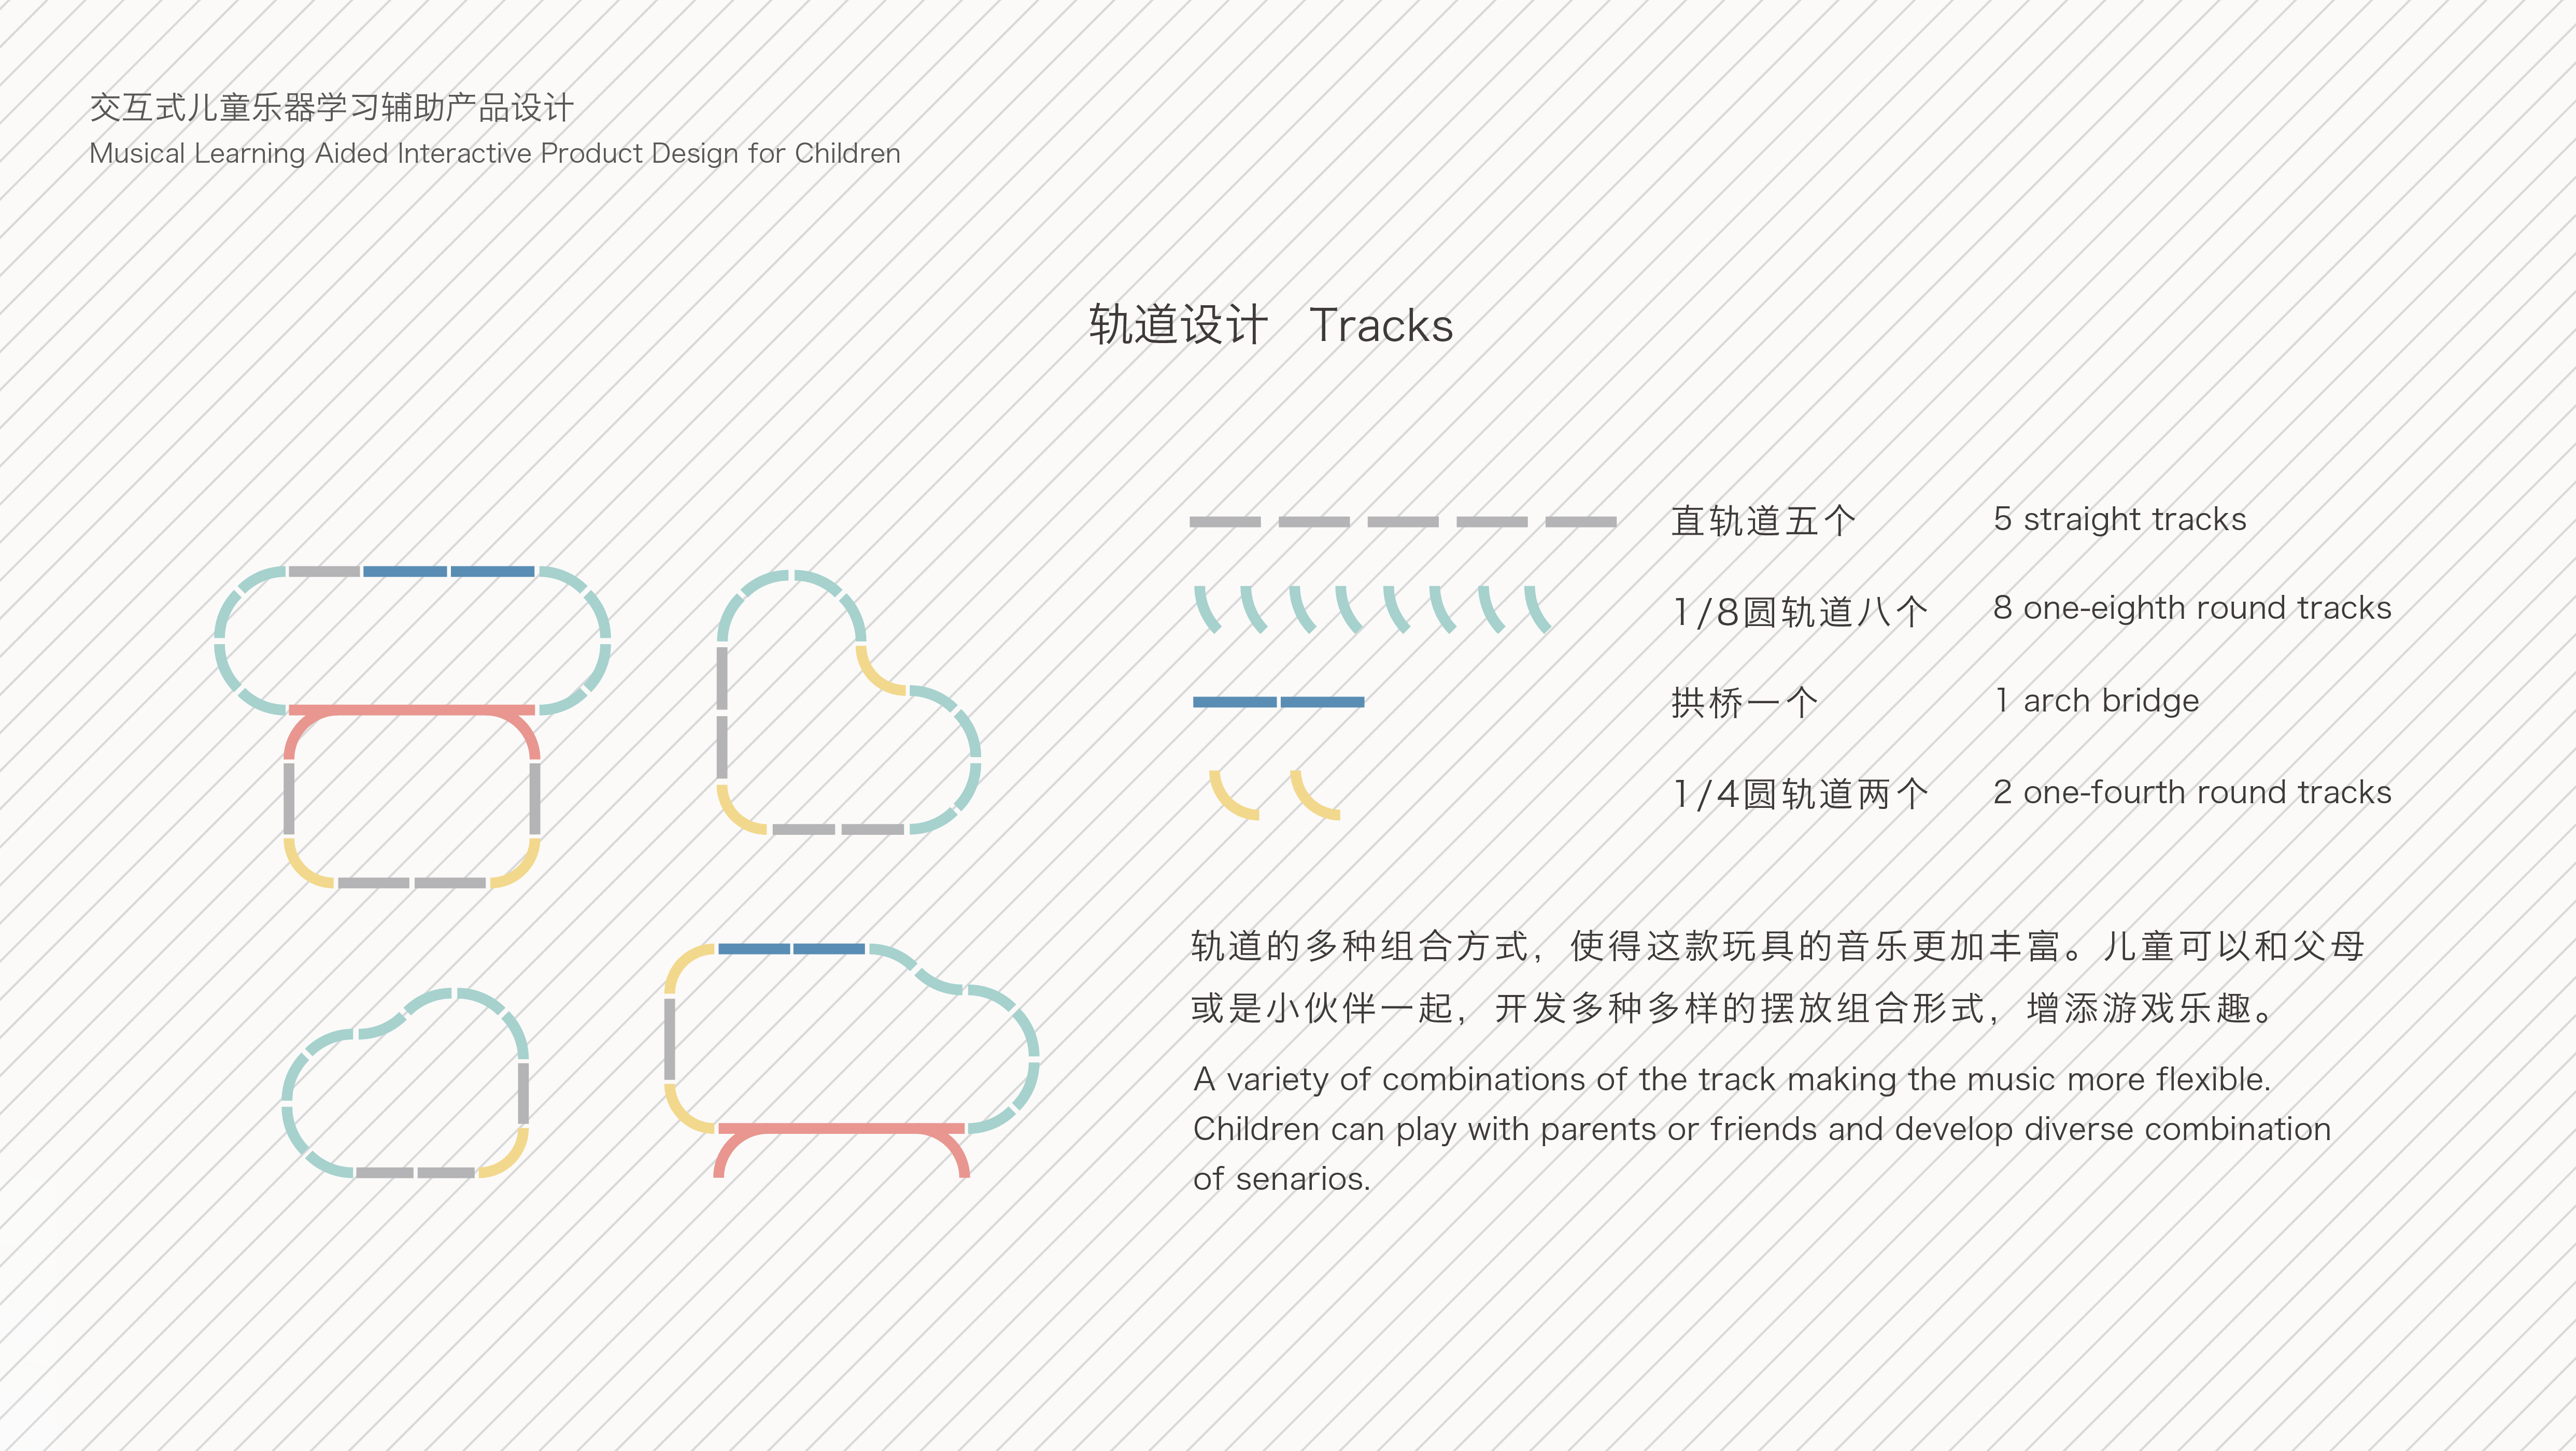 交互式儿童乐器学习辅助产品设计
Musical Learning Aided Interactive Product Design for Children
轨道设计 Tracks
直轨道五个 5 straight tracks
1/8圆轨道八个 8 one-eighth round tracks
拱桥一个 1 arch bridge
1/4圆轨道两个 2 one-fourth round tracks
轨道的多种组合方式，使得这款玩具的音乐更加丰富。儿童可以和父母
或是小伙伴一起，开发多种多样的摆放组合形式，增添游戏乐趣。
A variety of combinations of the track making the music more flexible.
Children can play with parents or friends and develop diverse combination
of senarios.